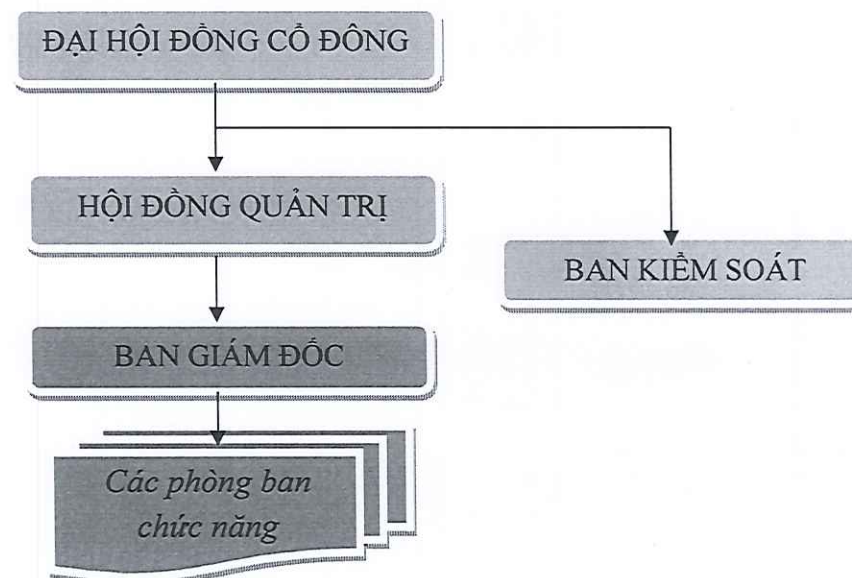 ĐẠI HỘI ĐỒNG CỔ ĐÔNG
HỘI ĐỒNG QUẢN TRỊ
BAN KIỂM SOÁT
BAN GIÁM ĐỐC
Các phòng ban
chức năng